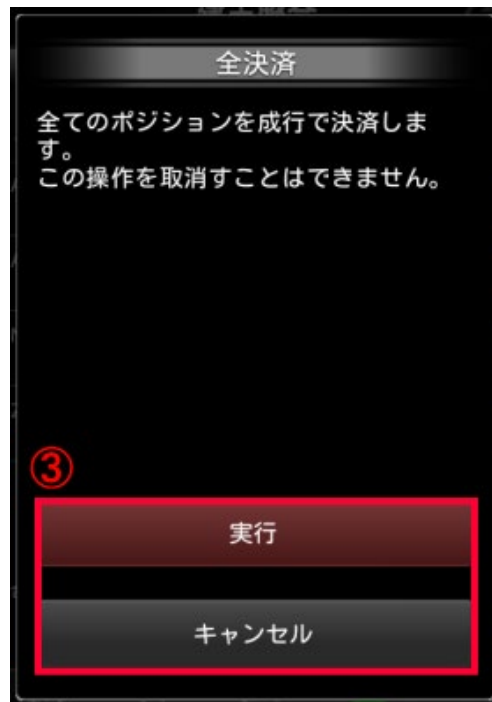 全決済
全てのポジションを成行で決済しま
す。
この操作を取消すことはできません。
③
実行
キャンセル